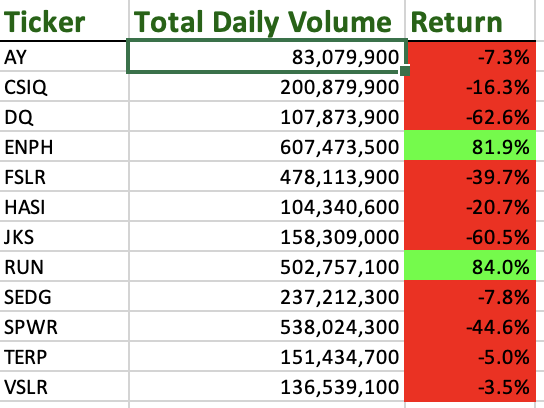 Ticker Total Daily Volume Return
AY 83,079,900 -7.3%
CSIQ 200,879,900 -16.3%
DQ 107,873,900 -62.6%
ENPH 607,473,500 81.9%
FSLR 478,113,900 -39.7%
HASI 104,340,600 -20.7%
JKS 158,309,000 -60.5%
RUN 502,757,100 84.0%
SEDG 237,212,300 -7.8%
SPWR 538,024,300 -44.6%
TERP 151,434,700 -5.0%
VSLR 136,539,100 -3.5%